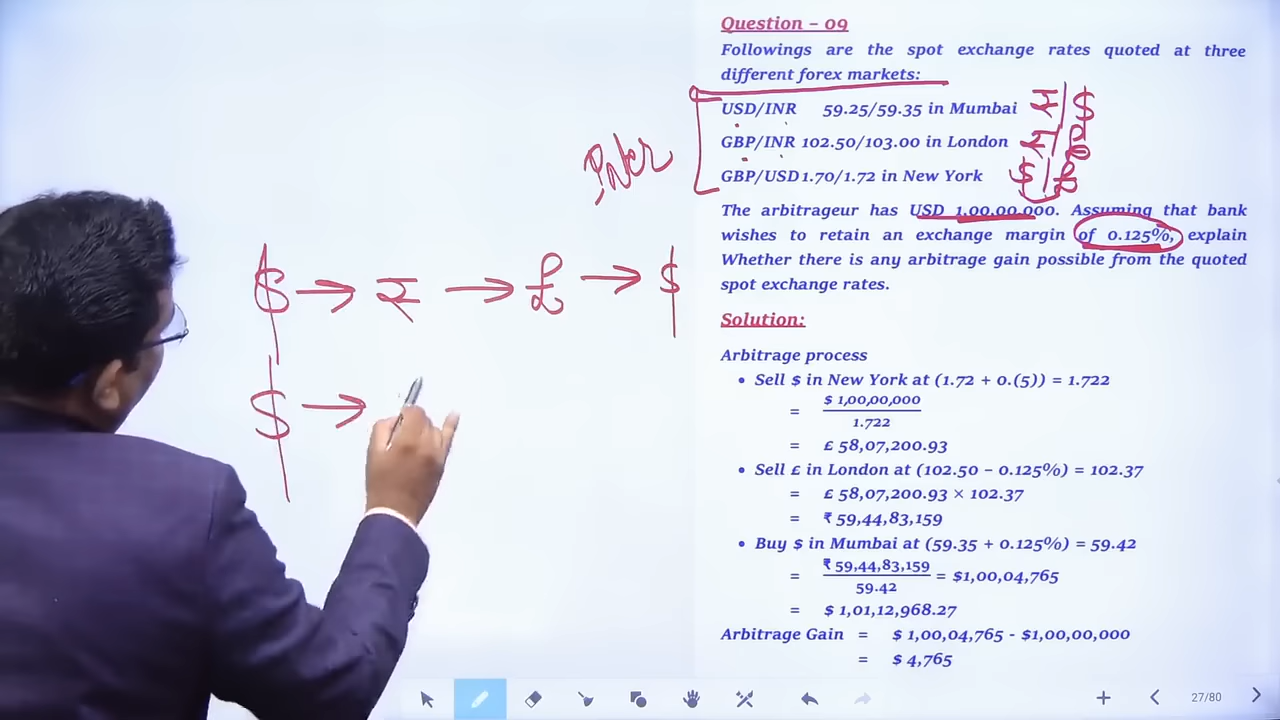 Question – 09
Followings are the spot exchange rates quoted at three
different forex markets:
USD/INR 59.25/59.35 in Mumbai ₹/$
GBP/INR 102.50/103.00 in London ₹/£
GBP/USD 1.70/1.72 in New York $/£
The arbitrageur has USD 1,00,00,000. Assuming that bank
wishes to retain an exchange margin of 0.125%, explain
Whether there is any arbitrage gain possible from the quoted
spot exchange rates.
$ → ₹ → £ → $
$ →
Solution:
Arbitrage process
• Sell $ in New York at (1.72 + 0.(5)) = 1.722
= $ 1,00,00,000
1.722
= £ 58,07,200.93
• Sell £ in London at (102.50 – 0.125%) = 102.37
= £ 58,07,200.93 × 102.37
= ₹ 59,44,83,159
• Buy $ in Mumbai at (59.35 + 0.125%) = 59.42
= ₹ 59,44,83,159 = $1,00,04,765
59.42
= $ 1,01,12,968.27
Arbitrage Gain = $ 1,00,04,765 - $1,00,00,000
= $ 4,765
27/80